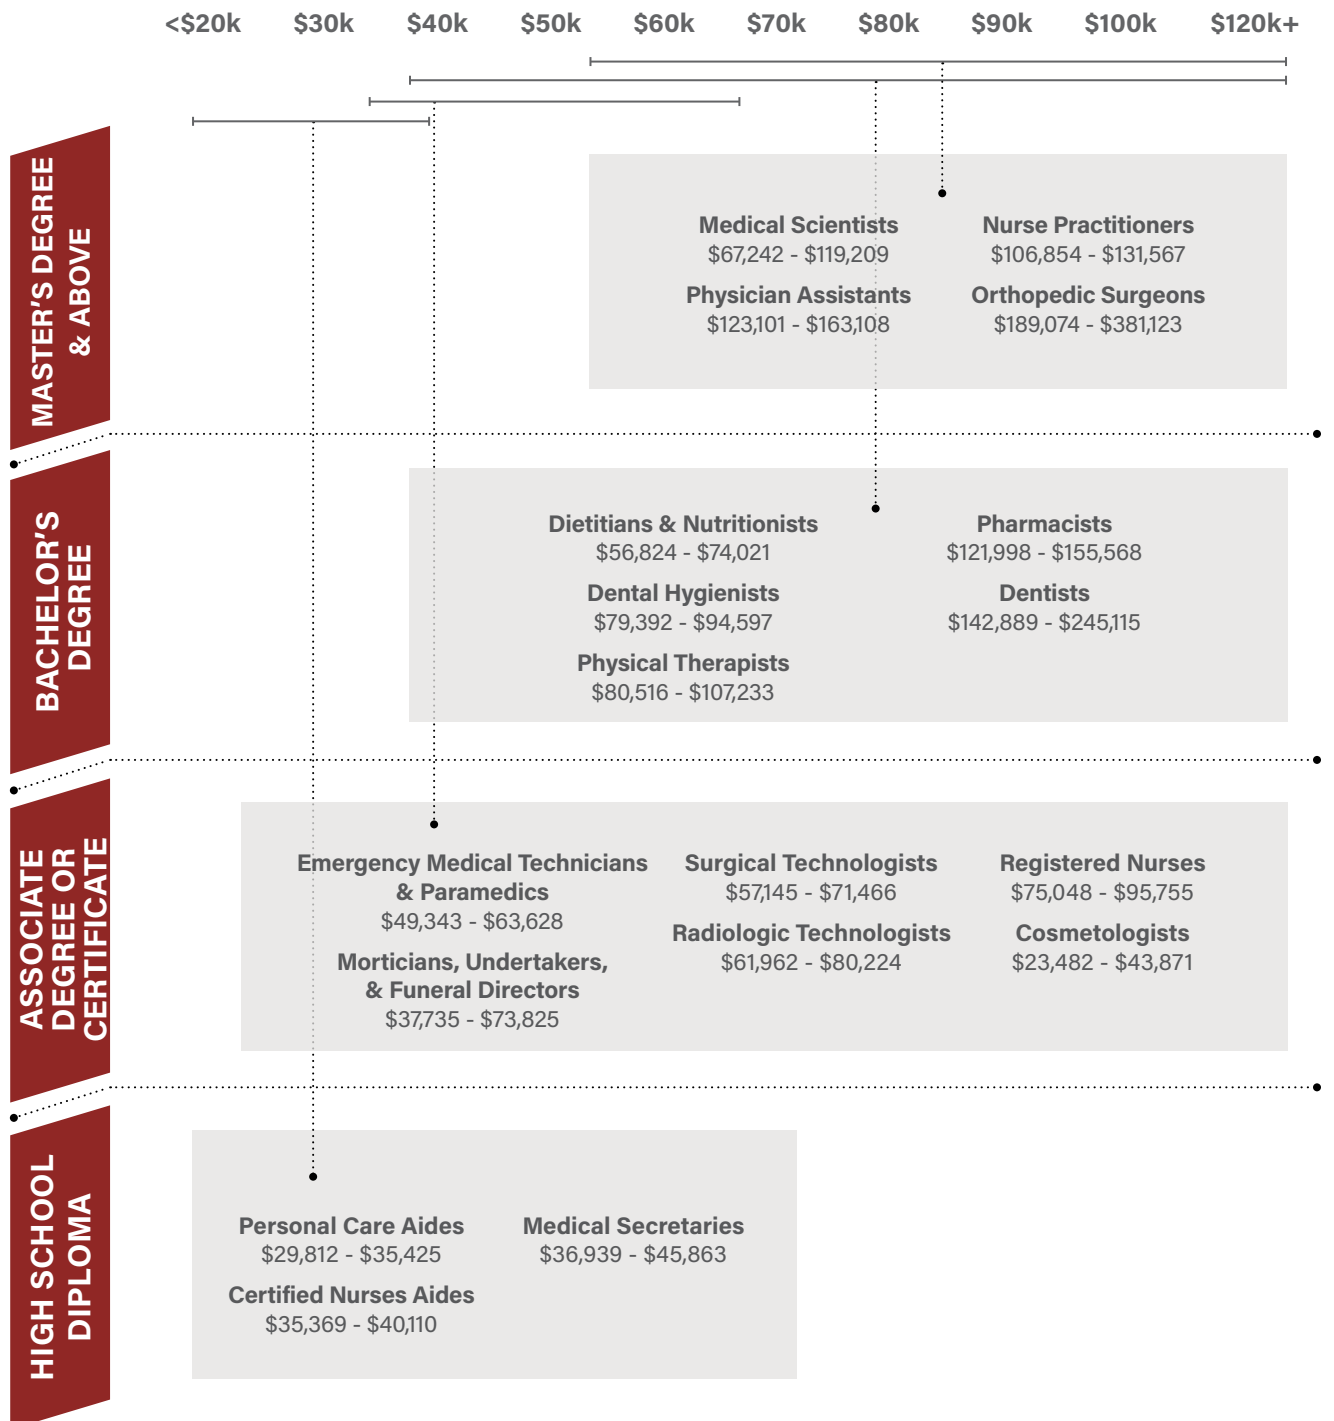 <$20k $30k $40k $50k $60k $70k $80k $90k $100k $120k+
MASTER'S DEGREE
& ABOVE
Medical Scientists
$67,242 - $119,209
Physician Assistants
$123,101 - $163,108
Nurse Practitioners
$106,854 - $131,567
Orthopedic Surgeons
$189,074 - $381,123
BACHELOR'S
DEGREE
Dietitians & Nutritionists
$56,824 - $74,021
Dental Hygienists
$79,392 - $94,597
Physical Therapists
$80,516 - $107,233
Pharmacists
$121,998 - $155,568
Dentists
$142,889 - $245,115
ASSOCIATE
DEGREE OR
CERTIFICATE
Emergency Medical Technicians
& Paramedics
$49,343 - $63,628
Morticians, Undertakers,
& Funeral Directors
$37,735 - $73,825
Surgical Technologists
$57,145 - $71,466
Radiologic Technologists
$61,962 - $80,224
Registered Nurses
$75,048 - $95,755
Cosmetologists
$23,482 - $43,871
HIGH SCHOOL
DIPLOMA
Personal Care Aides
$29,812 - $35,425
Certified Nurses Aides
$35,369 - $40,110
Medical Secretaries
$36,939 - $45,863